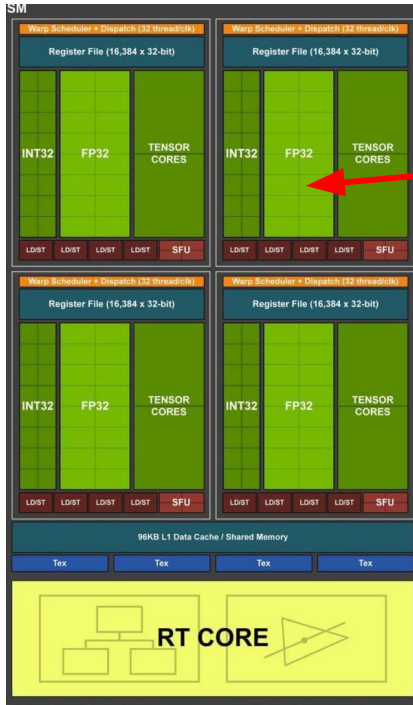 SM
Warp Scheduler + Dispatch (32 thread/clk)
Register File (16,384 x 32-bit)
INT32
FP32
TENSOR
CORES
LD/ST LD/ST LD/ST LD/ST SFU
Warp Scheduler + Dispatch (32 thread/clk)
Register File (16,384 x 32-bit)
INT32
FP32
TENSOR
CORES
LD/ST LD/ST LD/ST LD/ST SFU
Warp Scheduler + Dispatch (32 thread/clk)
Register File (16,384 x 32-bit)
INT32
FP32
TENSOR
CORES
LD/ST LD/ST LD/ST LD/ST SFU
Warp Scheduler + Dispatch (32 thread/clk)
Register File (16,384 x 32-bit)
INT32
FP32
TENSOR
CORES
LD/ST LD/ST LD/ST LD/ST SFU
96KB L1 Data Cache / Shared Memory
Tex Tex Tex Tex
RT CORE